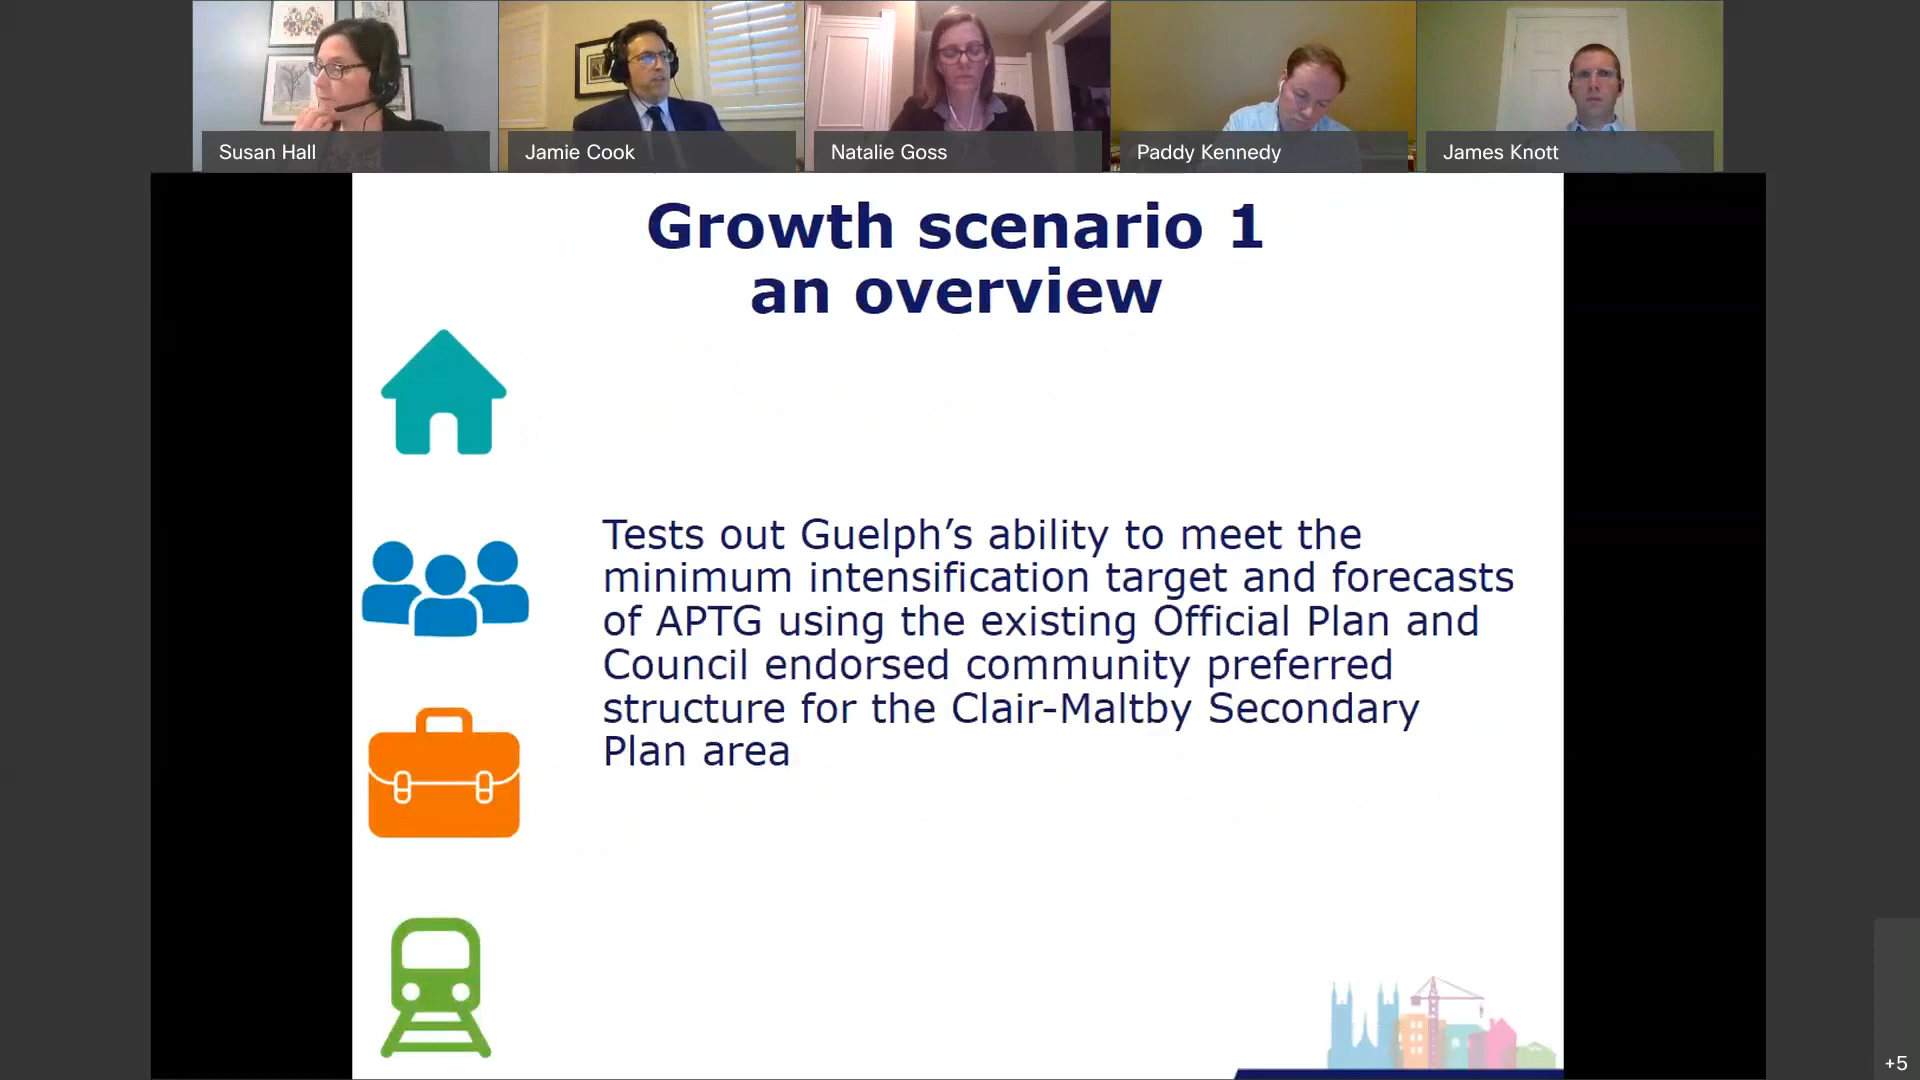 Susan Hall
Jamie Cook
Natalie Goss
Paddy Kennedy
James Knott
Growth scenario 1
an overview
Tests out Guelph’s ability to meet the
minimum intensification target and forecasts
of APTG using the existing Official Plan and
Council endorsed community preferred
structure for the Clair-Maltby Secondary
Plan area
+5